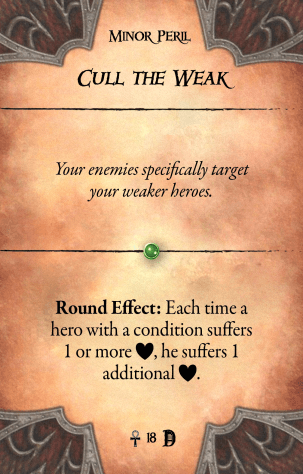 Minor Peril
Cull the Weak
Your enemies specifically target
your weaker heroes.
Round Effect: Each time a
hero with a condition suffers
1 or more ♥, he suffers 1
additional ♥.
☥ 18 D